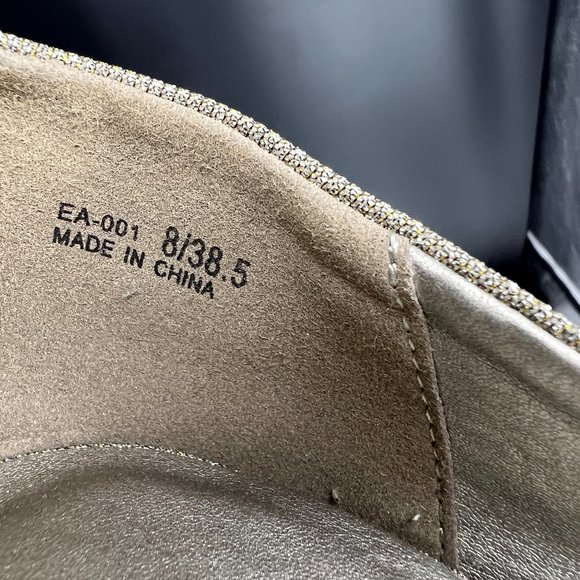 EA-001 8/38.5
MADE IN CHINA